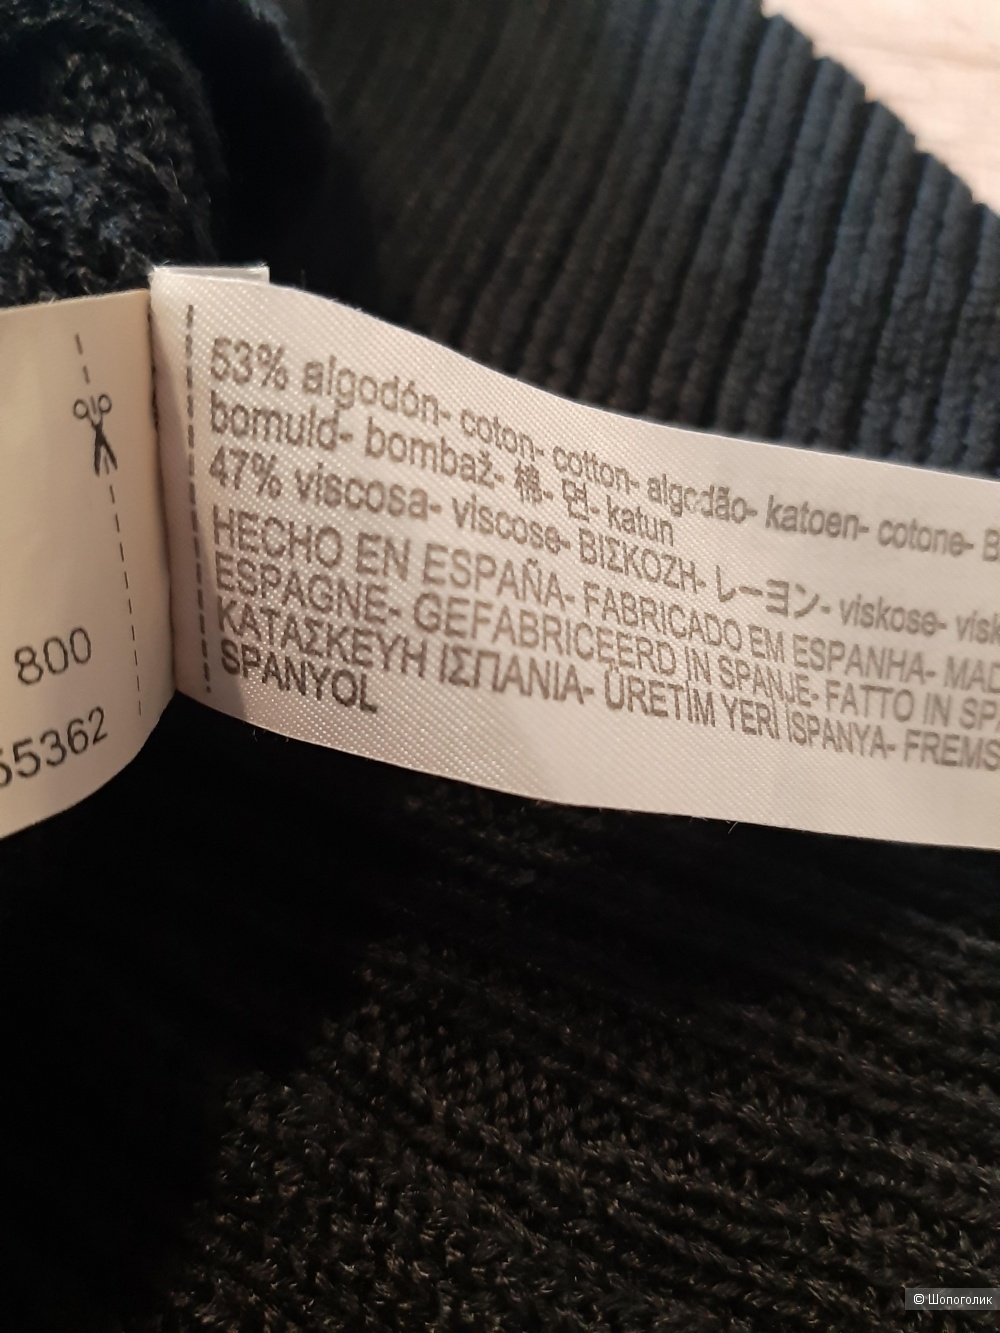 53% algodón- coton- cotton- algodão- katoen- cotone-
bomuld- bombaž- 棉- 면- katun
47% viscosa- viscose- ΒΙΣΚΟΖΗ- レーヨン- viskose-
HECHO EN ESPAÑA- FABRICADO EM ESPANHA-
ESPAGNE- GEFABRICEERD IN SPANJE- FATTO IN
ΚΑΤΑΣΚΕΥΗ ΙΣΠΑΝΙΑ- ÜRETİM YERİ İSPANYA-
SPANYOL
800
55362
© Шопоголик